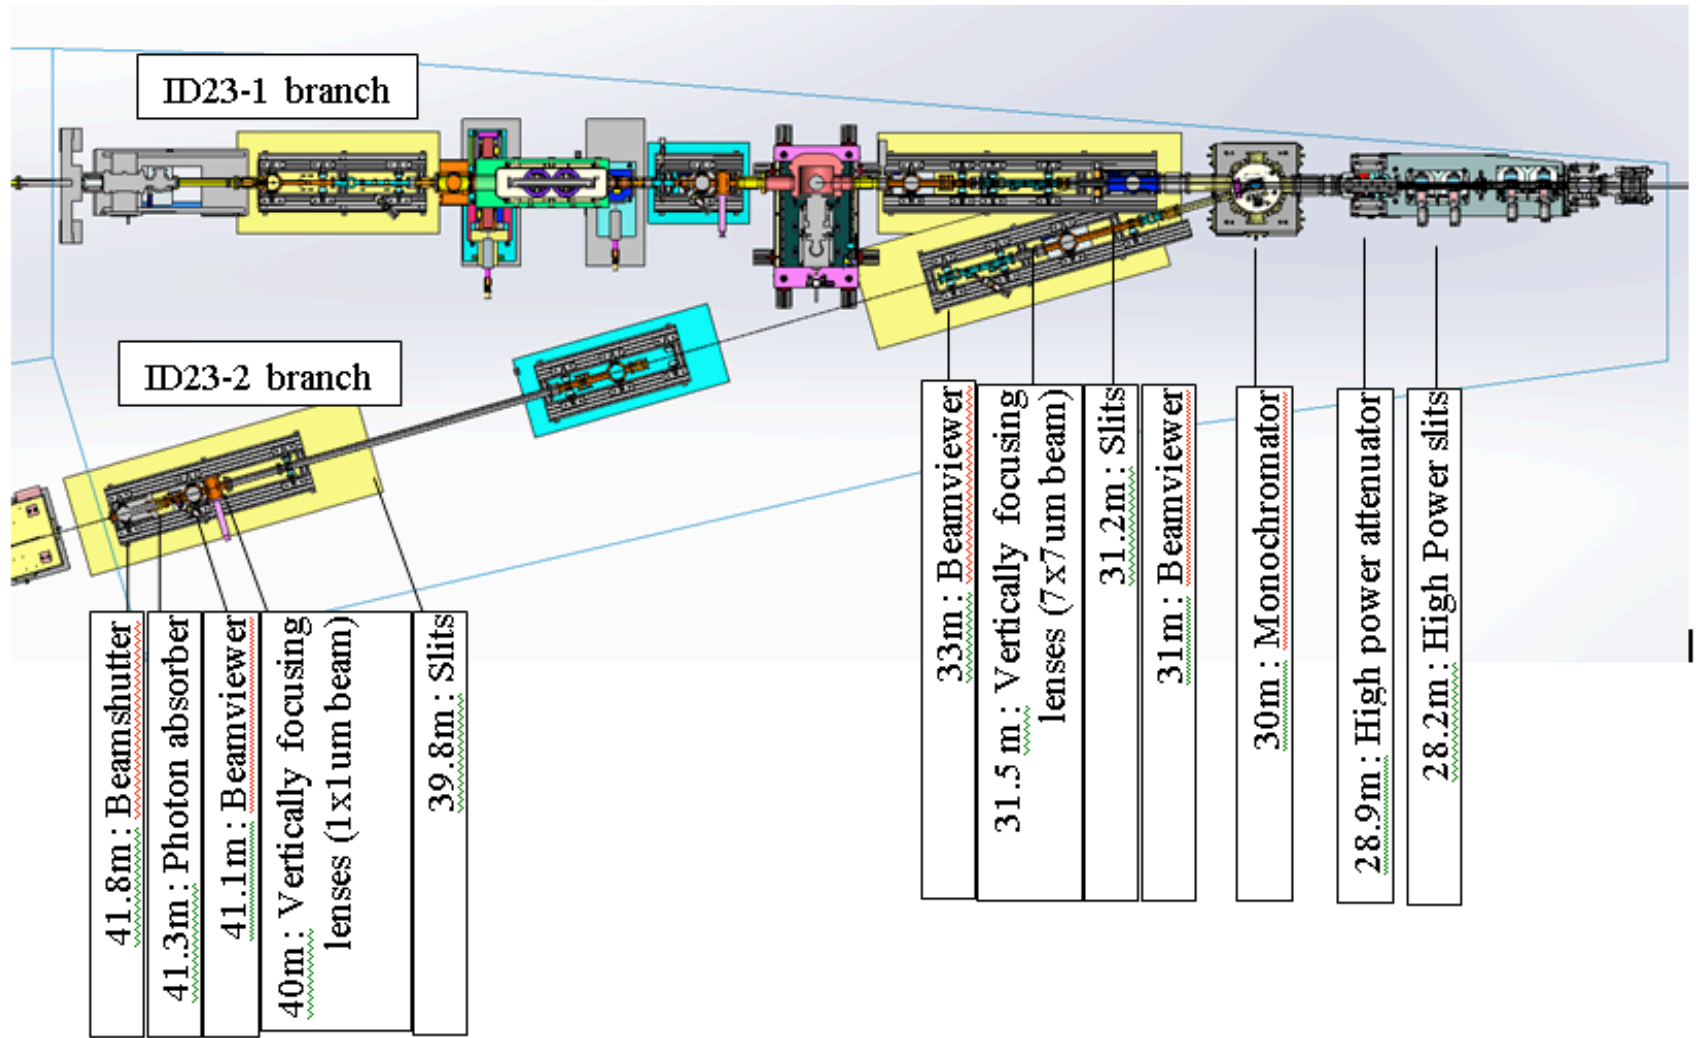 ID23-1 branch
ID23-2 branch
41.8m : Beamshutter
41.3m : Photon absorber
41.1m : Beamviewer
40m : Vertically focusing
lenses (1x1um beam)
39.8m : Slits
33m : Beamviewer
31.5 m : Vertically focusing
lenses (7x7um beam)
31.2m : Slits
31m : Beamviewer
30m : Monochromator
28.9m : High power attenuator
28.2m : High Power slits